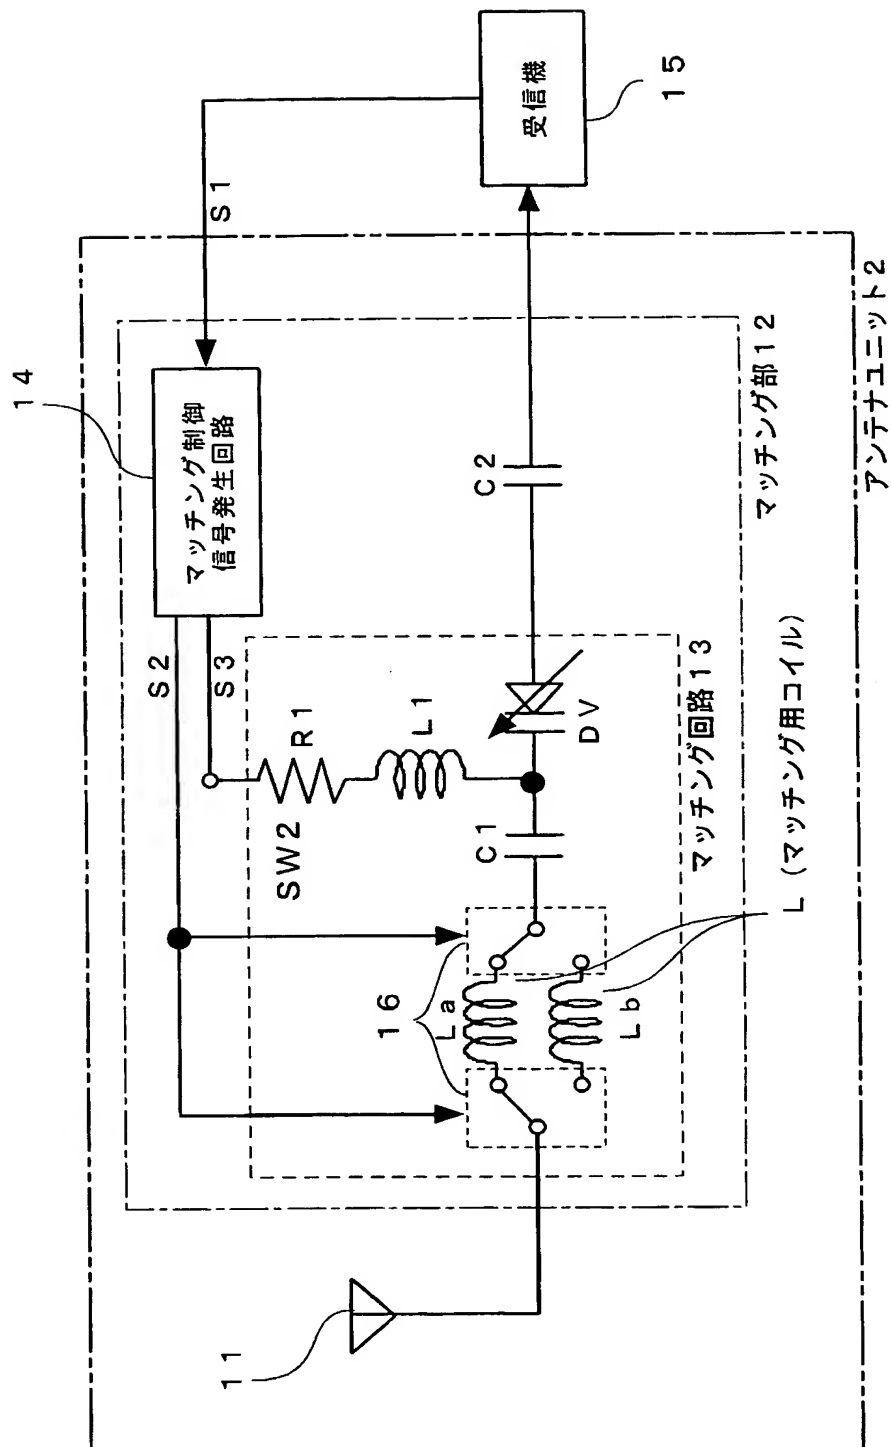 アンテナユニット2
マッチング部12
マッチング回路13
11
14
マッチング制御
信号発生回路
S1
S2
S3
受信機
15
R1
L1
SW2
C1
C2
DV
16
La
Lb
L(マッチング用コイル)